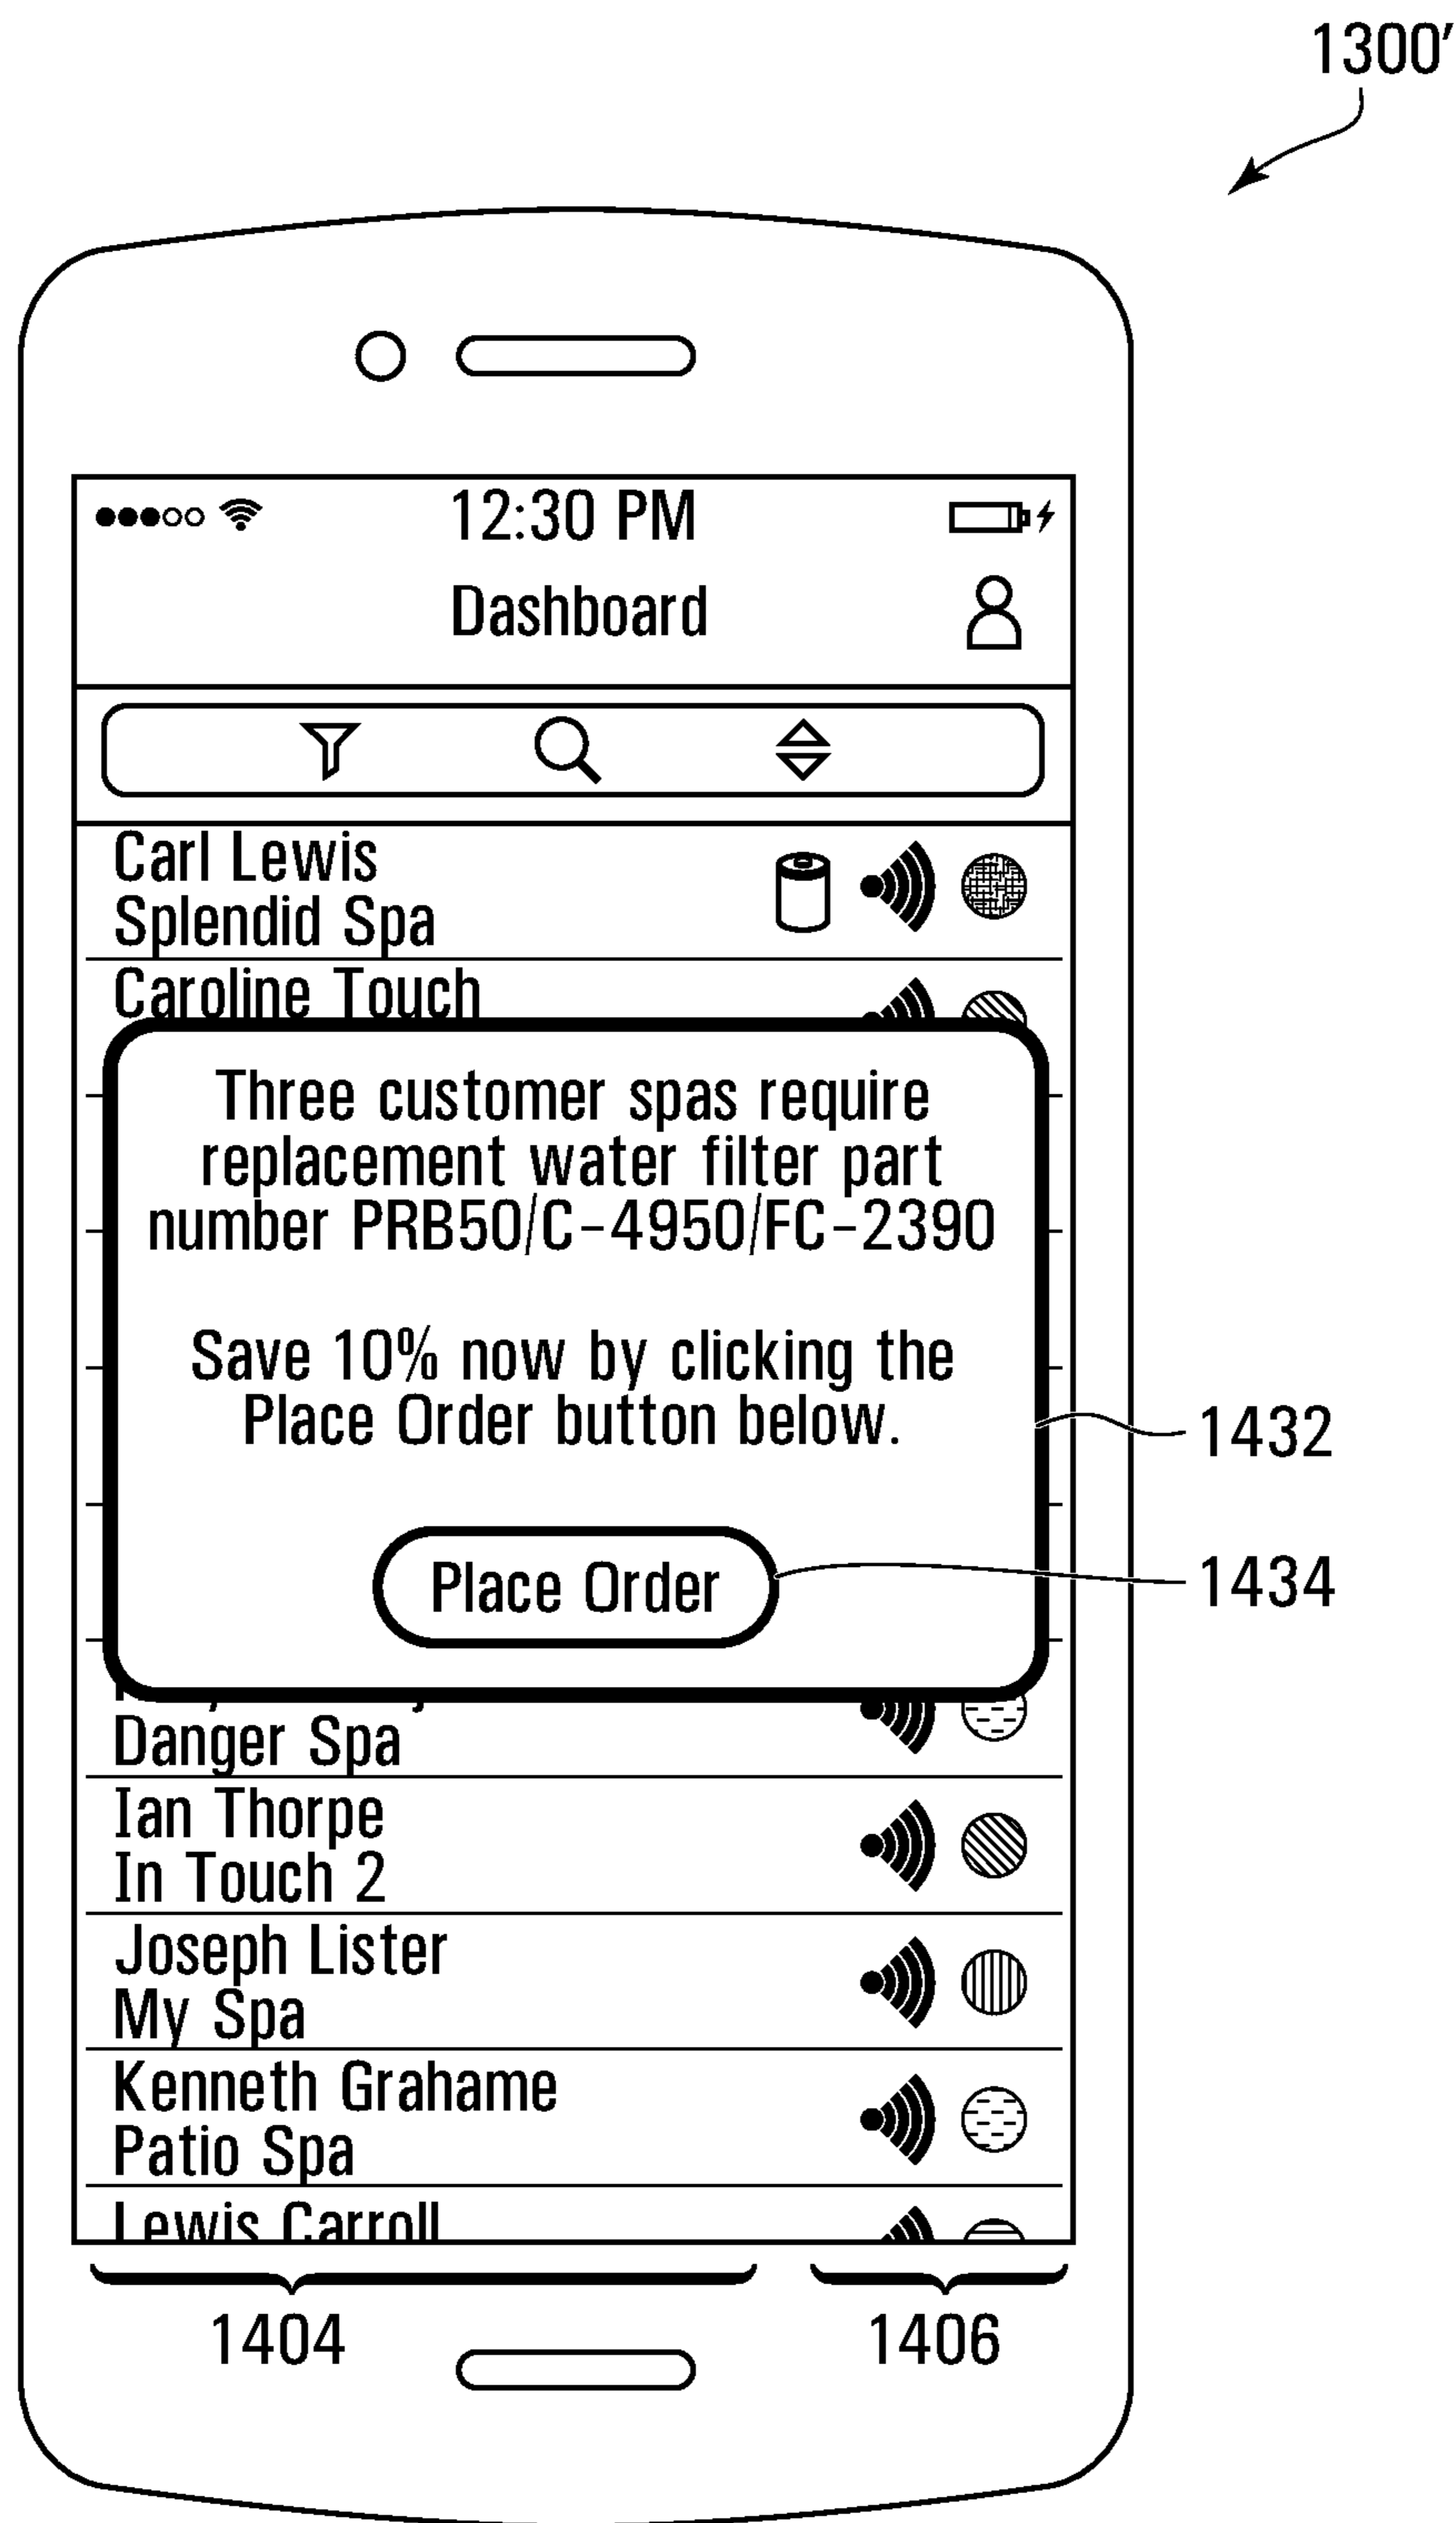 1300'
12:30 PM
Dashboard
Carl Lewis
Splendid Spa
Caroline Touch
Three customer spas require
replacement water filter part
number PRB50/C-4950/FC-2390
Save 10% now by clicking the
Place Order button below.
1432
Place Order
1434
Danger Spa
Ian Thorpe
In Touch 2
Joseph Lister
My Spa
Kenneth Grahame
Patio Spa
Lewis Carroll
1404
1406